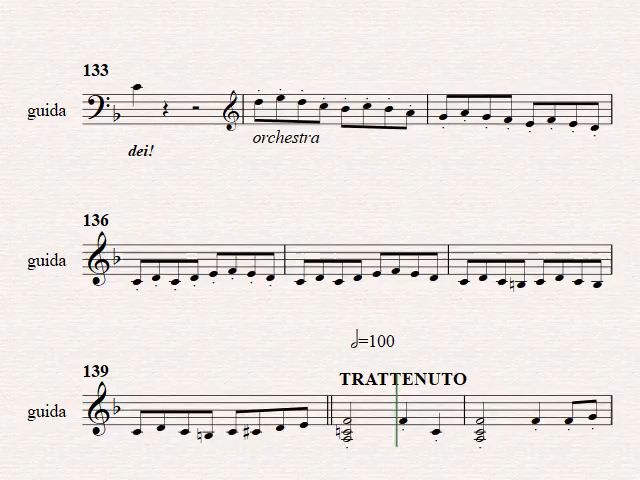 133
guida
orchestra
dei!
136
guida
𝅗𝅥=100
139
TRATTENUTO
guida